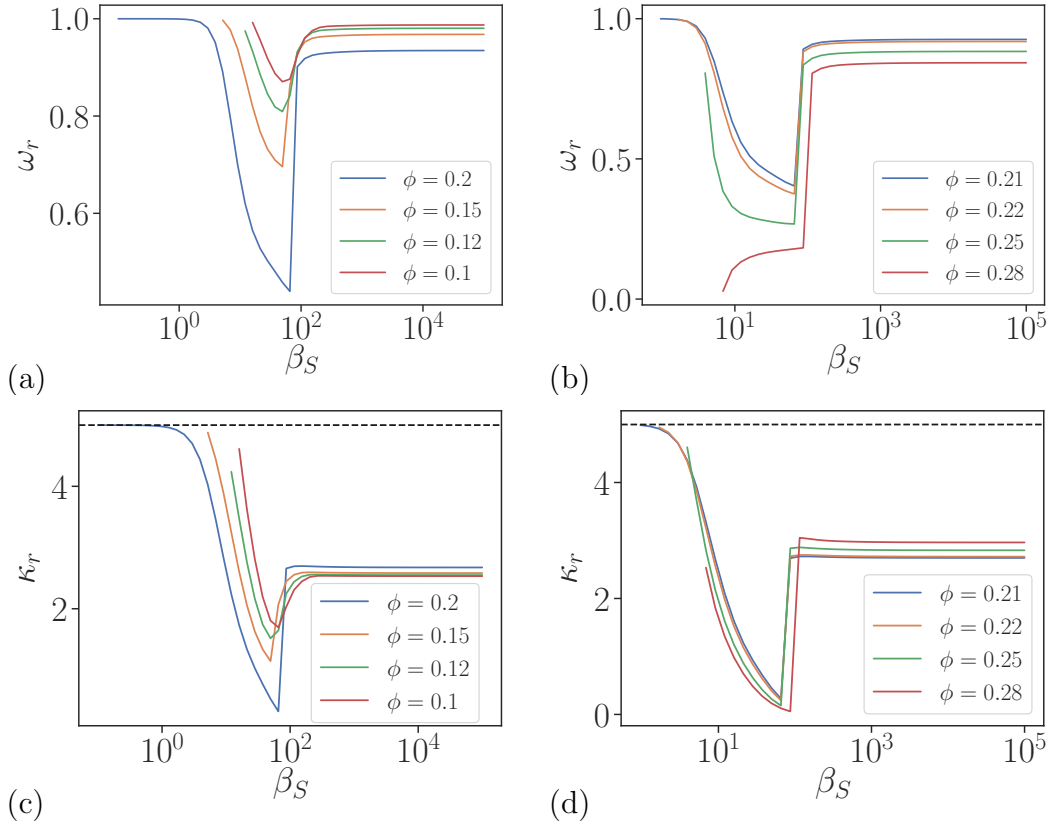 1.0
0.8
0.6
ω_r
ϕ = 0.2
ϕ = 0.15
ϕ = 0.12
ϕ = 0.1
10^0
10^2
10^4
β_S
(a)
1.0
0.5
0.0
ω_r
ϕ = 0.21
ϕ = 0.22
ϕ = 0.25
ϕ = 0.28
10^1
10^3
10^5
β_S
(b)
4
2
κ_r
ϕ = 0.2
ϕ = 0.15
ϕ = 0.12
ϕ = 0.1
10^0
10^2
10^4
β_S
(c)
4
2
0
κ_r
ϕ = 0.21
ϕ = 0.22
ϕ = 0.25
ϕ = 0.28
10^1
10^3
10^5
β_S
(d)